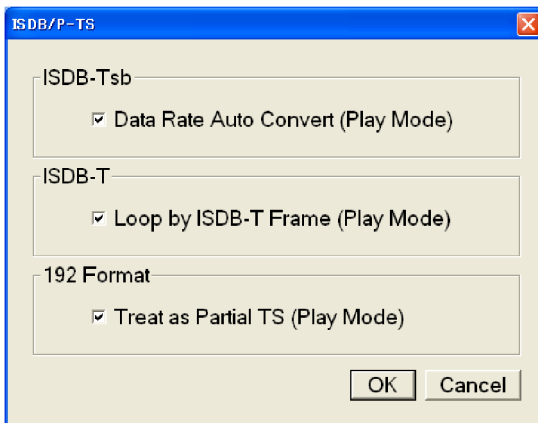 ISDB/P-TS
ISDB-Tsb
Data Rate Auto Convert (Play Mode)
ISDB-T
Loop by ISDB-T Frame (Play Mode)
192 Format
Treat as Partial TS (Play Mode)
OK Cancel